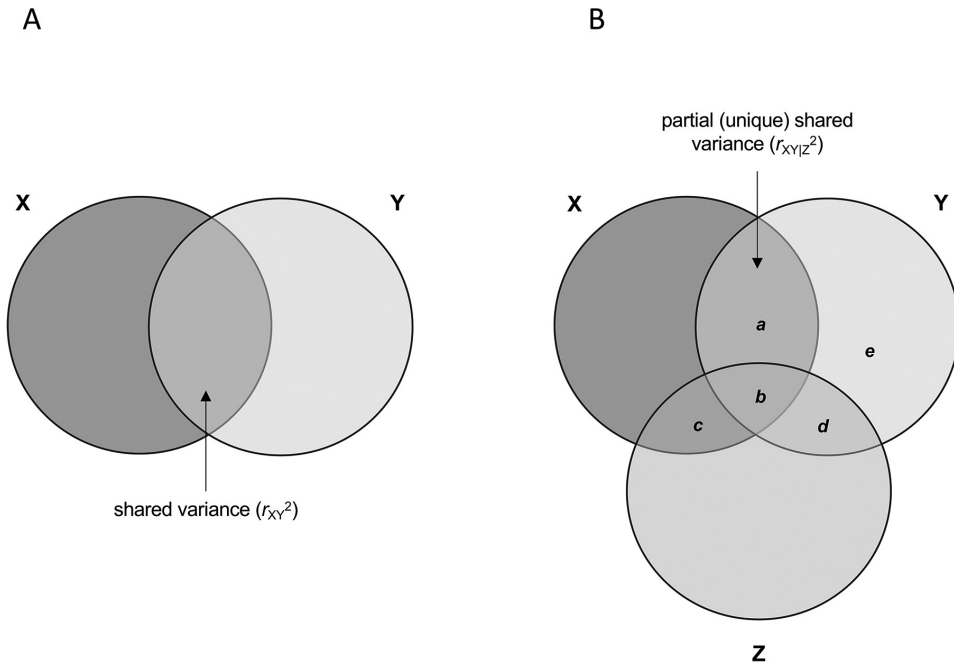 A
B
partial (unique) shared
variance (r_XY|Z²)
X
Y
X
Y
a
e
b
c
d
shared variance (r_XY²)
Z